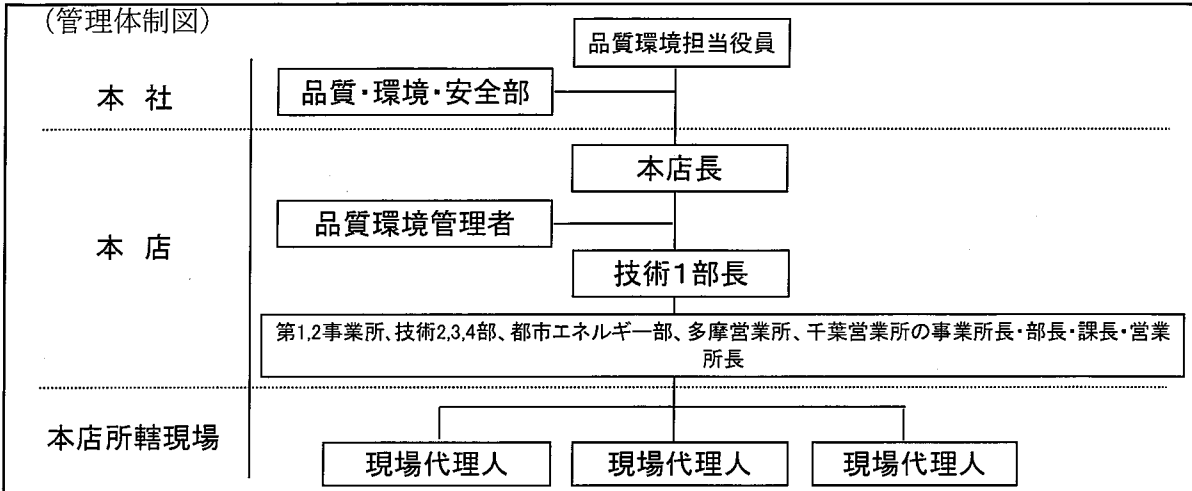 (管理体制図)
品質環境担当役員
本 社
品質・環境・安全部
本店長
品質環境管理者
本 店
技術1部長
第1,2事業所、技術2,3,4部、都市エネルギー部、多摩営業所、千葉営業所の事業所長・部長・課長・営業
所長
本店所轄現場
現場代理人
現場代理人
現場代理人